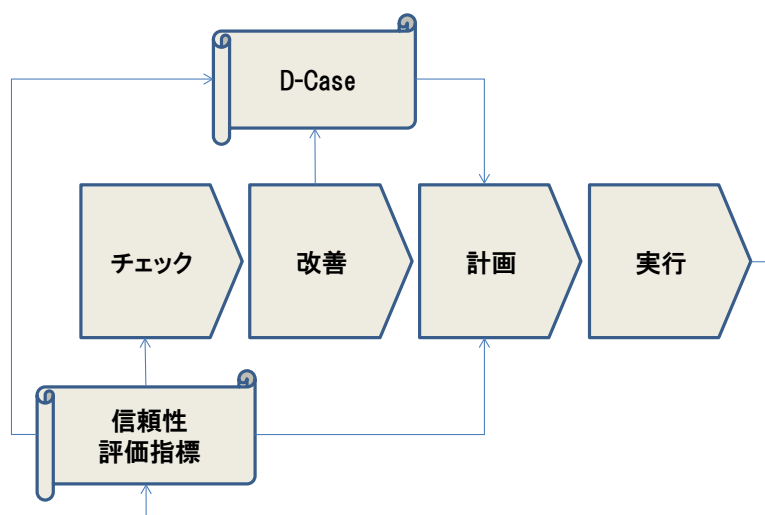 D-Case
チェック
改善
計画
実行
信頼性
評価指標